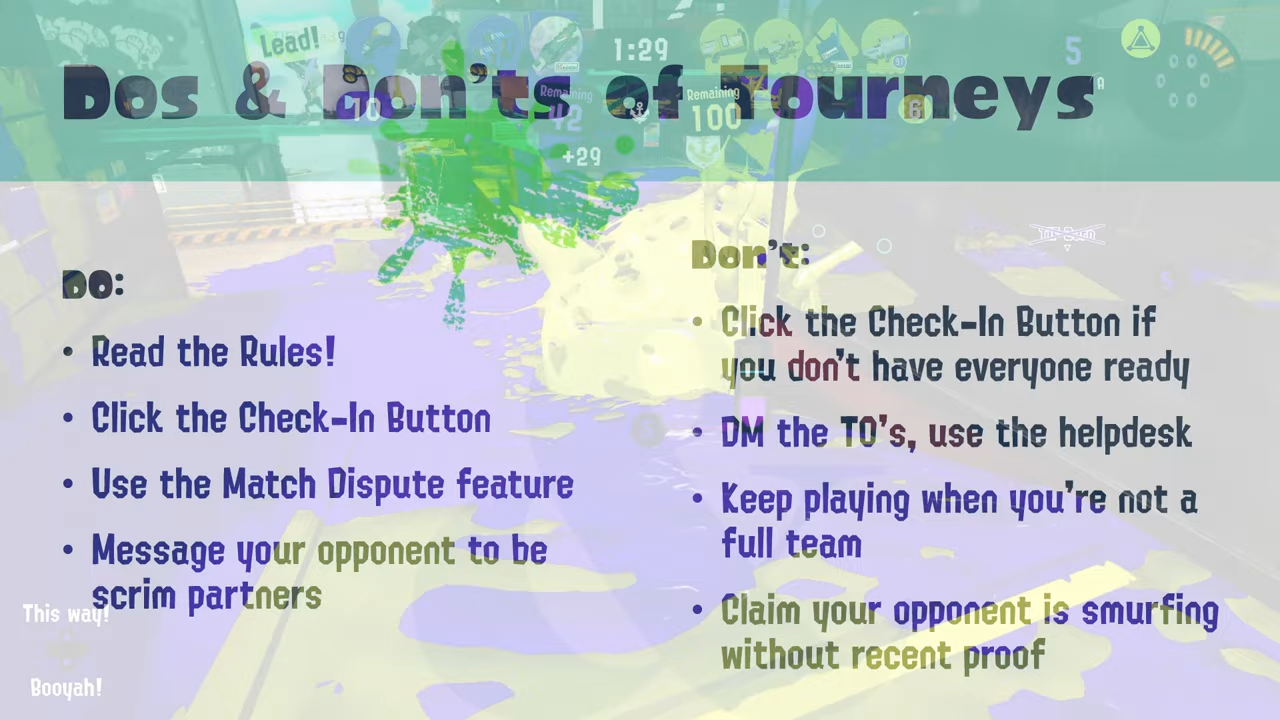 Lead!
1:29
5
Dos & Don'ts of Tourneys
10
Remaining
42
Remaining
100
6
A
+29
DO:
• Read the Rules!
• Click the Check-In Button
• Use the Match Dispute feature
• Message your opponent to be
scrim partners
Don't:
• Click the Check-In Button if
you don't have everyone ready
• DM the TO's, use the helpdesk
• Keep playing when you're not a
full team
• Claim your opponent is smurfing
without recent proof
This way!
Booyah!